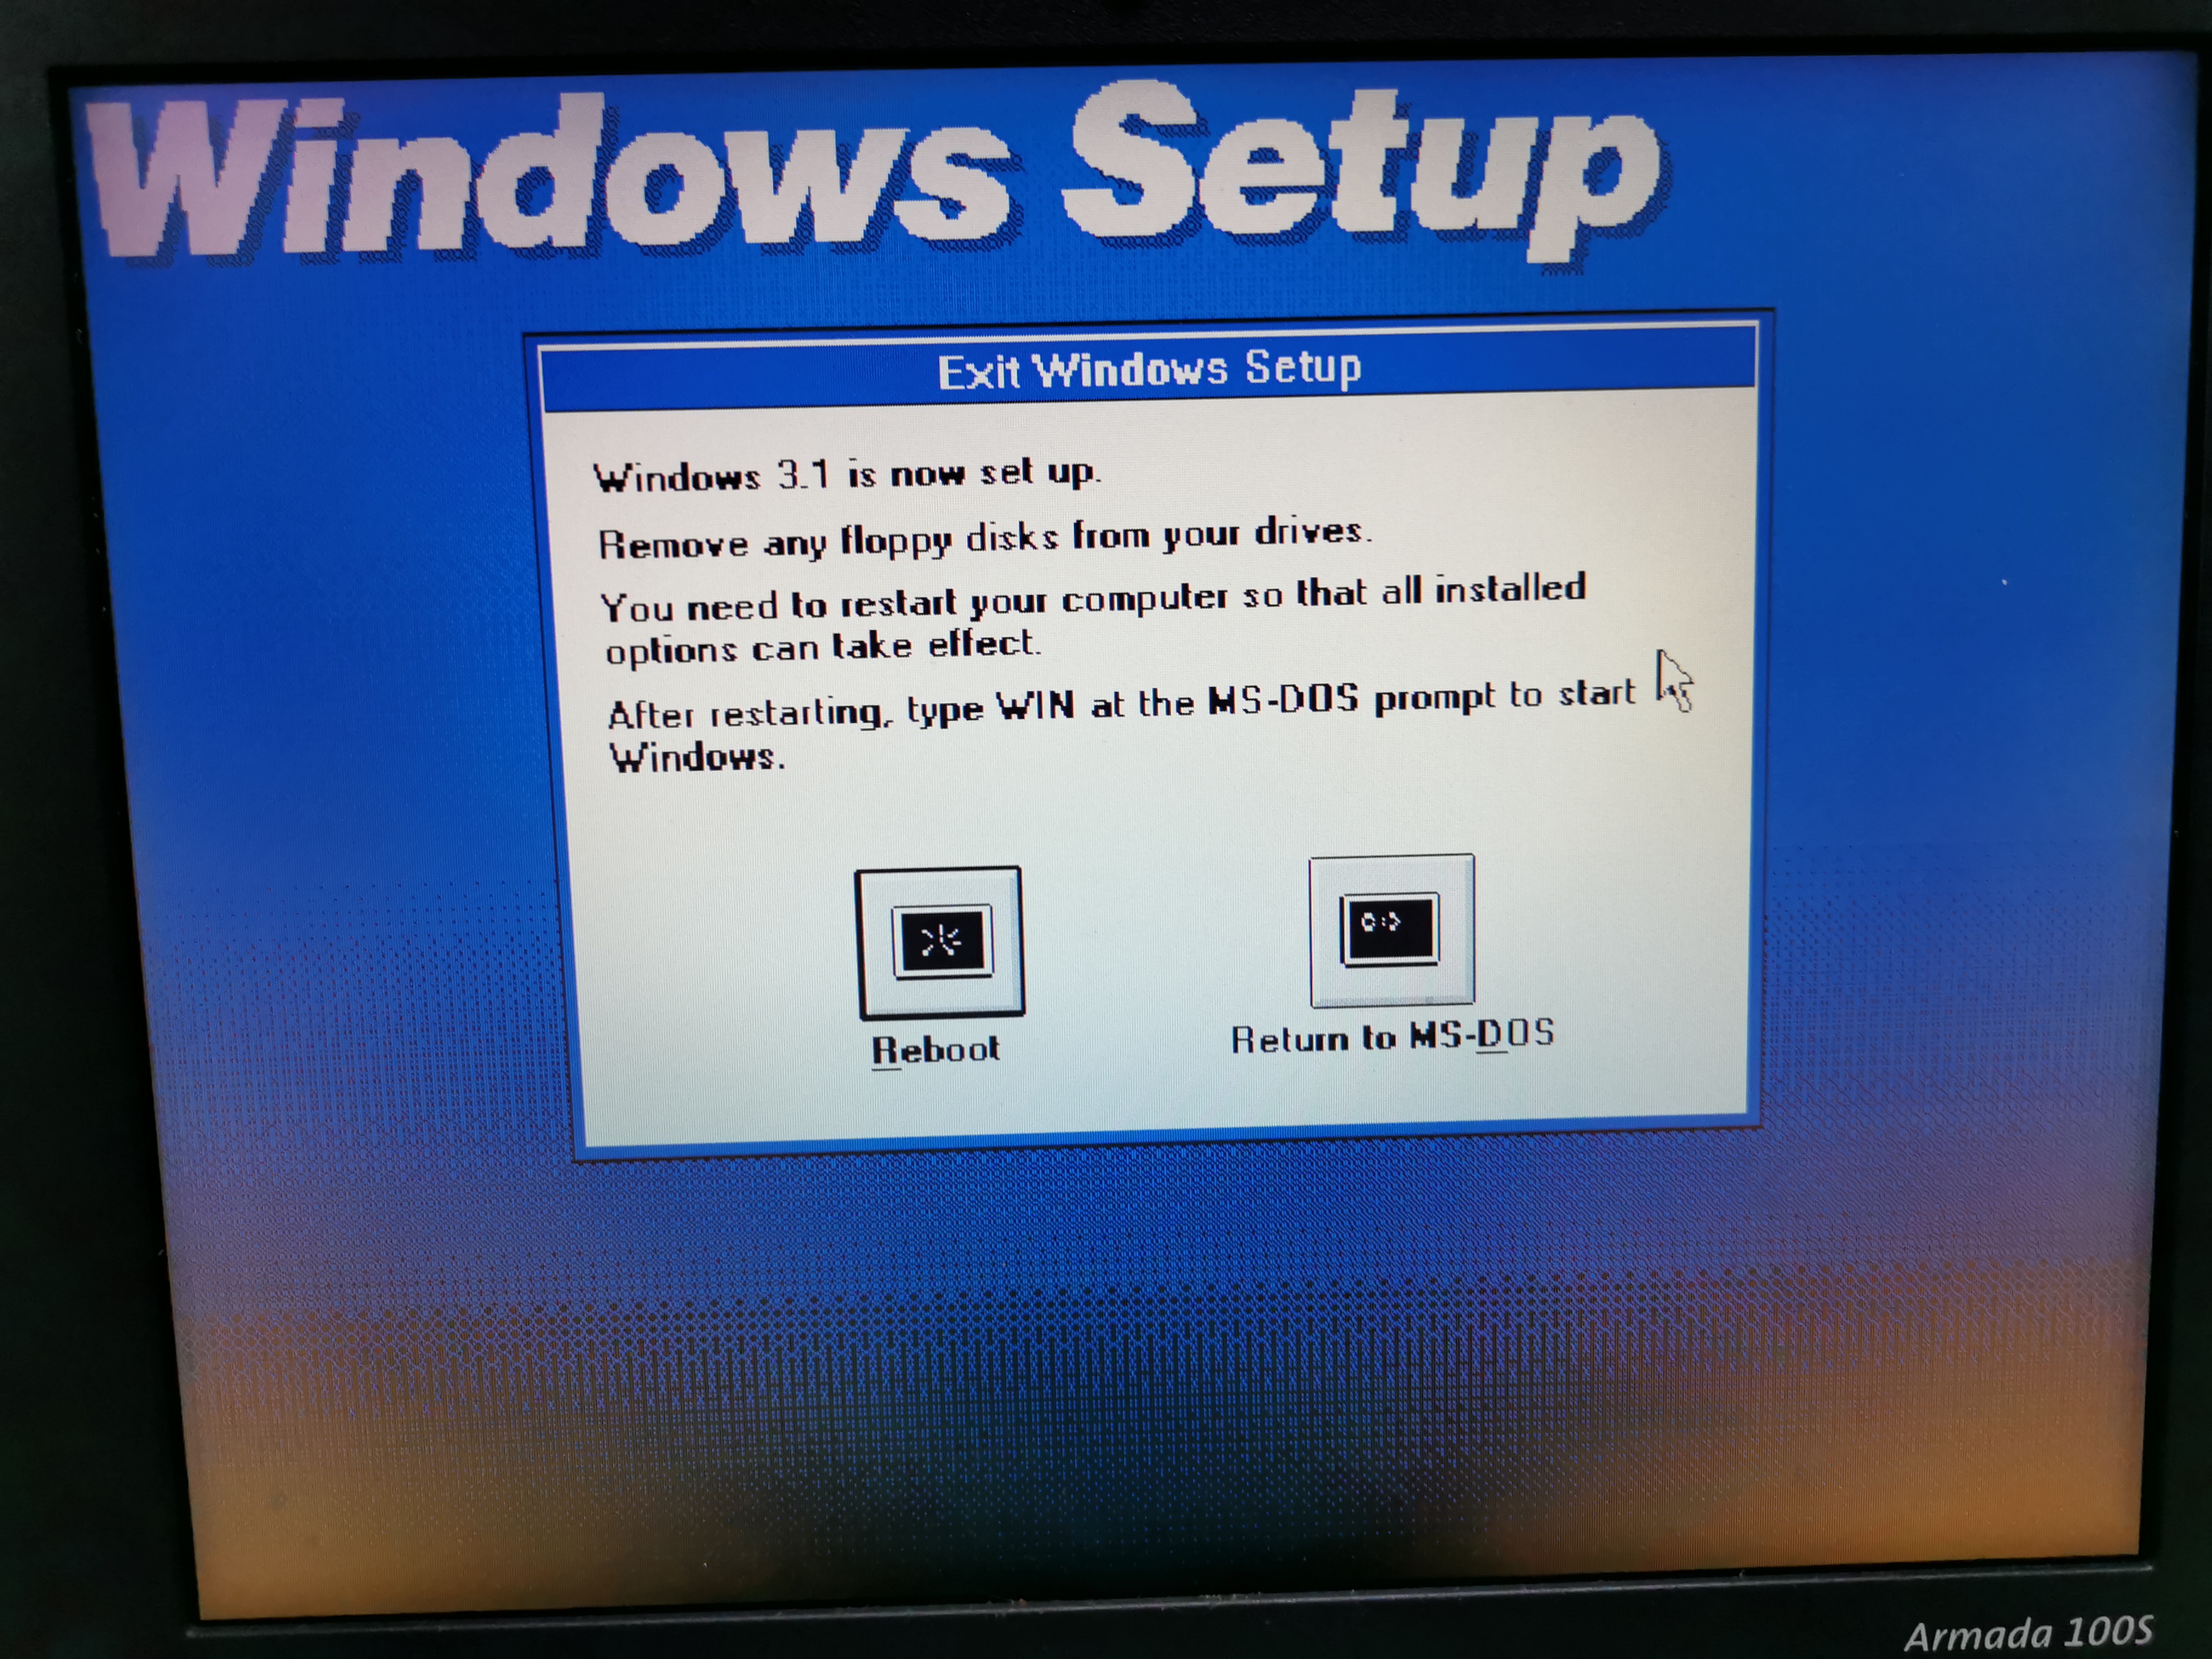 Windows Setup
Exit Windows Setup
Windows 3.1 is now set up.
Remove any floppy disks from your drives.
You need to restart your computer so that all installed
options can take effect.
After restarting, type WIN at the MS-DOS prompt to start
Windows.
C:>
Reboot
Return to MS-DOS
Armada 100S